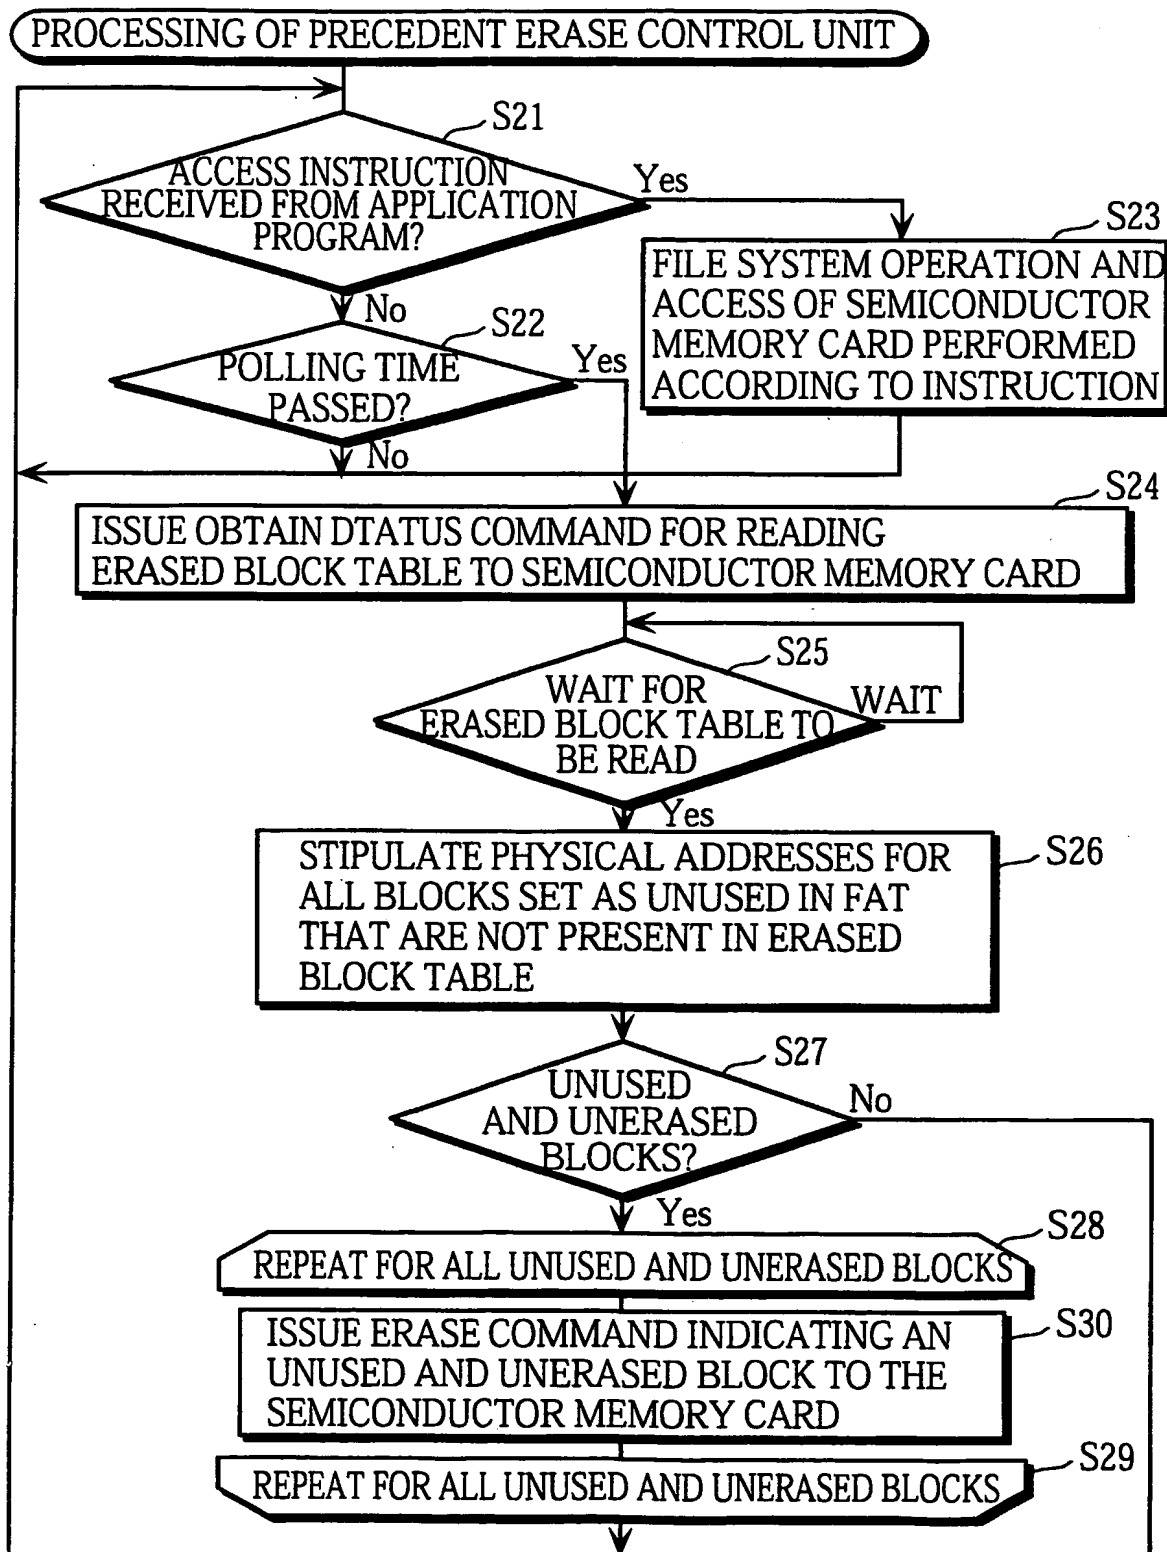 PROCESSING OF PRECEDENT ERASE CONTROL UNIT
S21
ACCESS INSTRUCTION
RECEIVED FROM APPLICATION
PROGRAM?
Yes
S23
FILE SYSTEM OPERATION AND
ACCESS OF SEMICONDUCTOR
MEMORY CARD PERFORMED
ACCORDING TO INSTRUCTION
No
S22
POLLING TIME
PASSED?
Yes
No
S24
ISSUE OBTAIN DTATUS COMMAND FOR READING
ERASED BLOCK TABLE TO SEMICONDUCTOR MEMORY CARD
S25
WAIT FOR
ERASED BLOCK TABLE TO
BE READ
WAIT
Yes
S26
STIPULATE PHYSICAL ADDRESSES FOR
ALL BLOCKS SET AS UNUSED IN FAT
THAT ARE NOT PRESENT IN ERASED
BLOCK TABLE
S27
UNUSED
AND UNERASED
BLOCKS?
No
Yes
S28
REPEAT FOR ALL UNUSED AND UNERASED BLOCKS
S30
ISSUE ERASE COMMAND INDICATING AN
UNUSED AND UNERASED BLOCK TO THE
SEMICONDUCTOR MEMORY CARD
S29
REPEAT FOR ALL UNUSED AND UNERASED BLOCKS